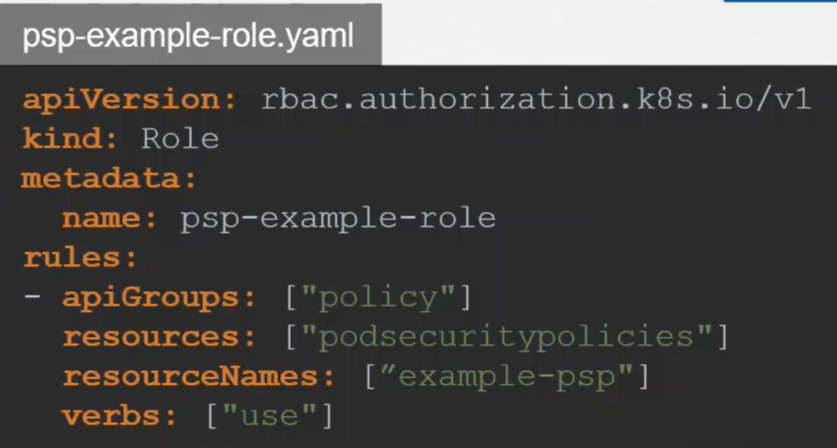 psp-example-role.yaml
apiVersion: rbac.authorization.k8s.io/v1
kind: Role
metadata:
  name: psp-example-role
rules:
- apiGroups: ["policy"]
  resources: ["podsecuritypolicies"]
  resourceNames: [”example-psp"]
  verbs: ["use"]